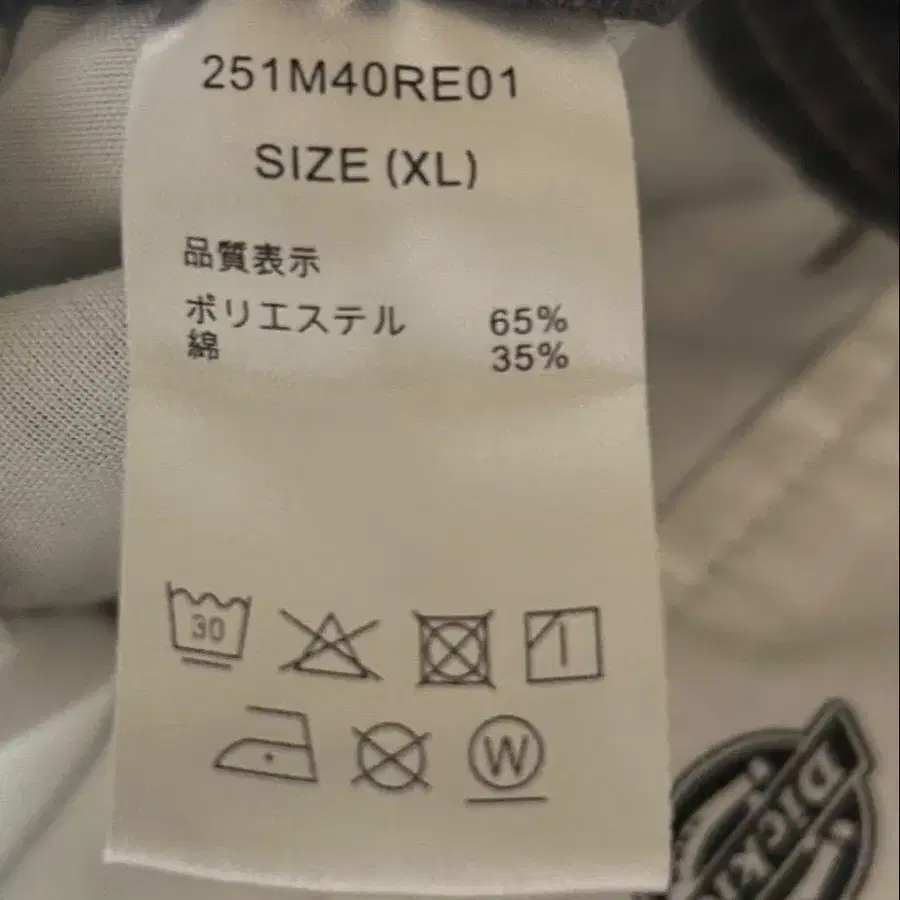 251M40RE01
SIZE (XL)
品質表示
ポリエステル 65%
綿 35%
30
W